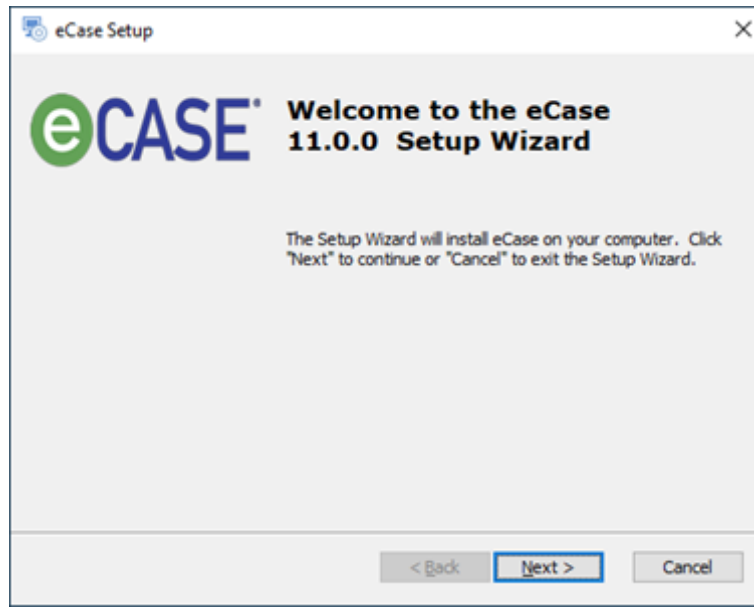 eCase Setup
eCASE
Welcome to the eCase
11.0.0 Setup Wizard
The Setup Wizard will install eCase on your computer. Click
"Next" to continue or "Cancel" to exit the Setup Wizard.
< Back Next > Cancel